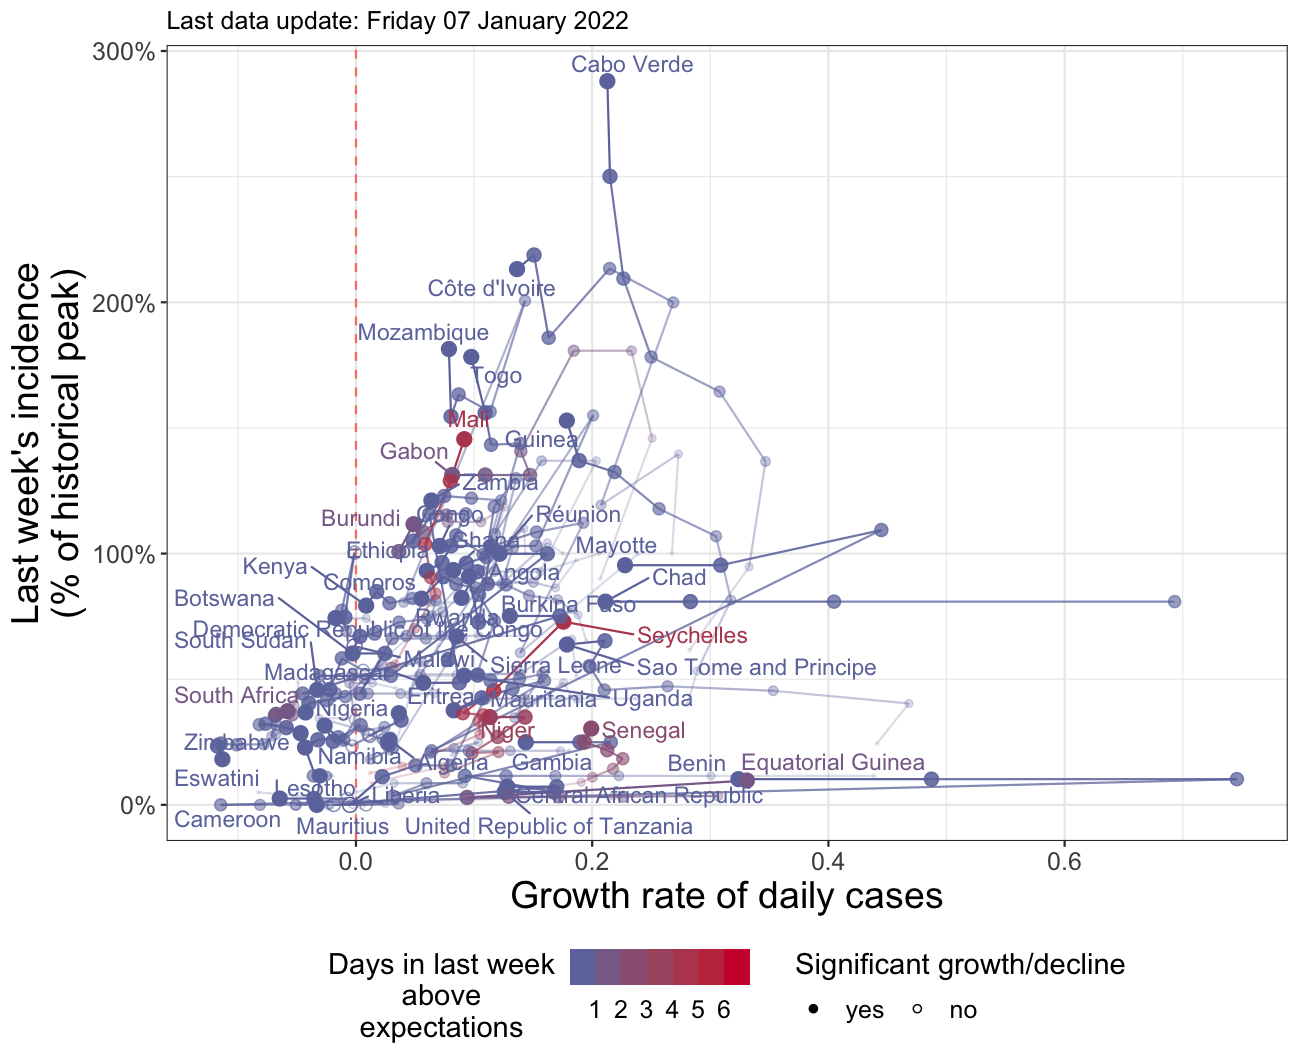 Last data update: Friday 07 January 2022
300%
200%
100%
0%
Last week's incidence
(% of historical peak)
Cabo Verde
Côte d'Ivoire
Mozambique
Togo
Mali
Guinea
Gabon
Zambia
Burundi
Congo
Réunion
Ethiopia
Ghana
Mayotte
Kenya
Comoros
Angola
Chad
Botswana
Burkina Faso
Rwanda
Democratic Republic of the Congo
South Sudan
Seychelles
Malawi
Sierra Leone
Sao Tome and Principe
Madagascar
South Africa
Eritrea
Mauritania
Uganda
Nigeria
Niger
Senegal
Zimbabwe
Namibia
Algeria
Gambia
Benin
Equatorial Guinea
Eswatini
Lesotho
Liberia
Central African Republic
Cameroon
Mauritius
United Republic of Tanzania
0.0
0.2
0.4
0.6
Growth rate of daily cases
Days in last week
above
expectations
1 2 3 4 5 6
Significant growth/decline
yes
no